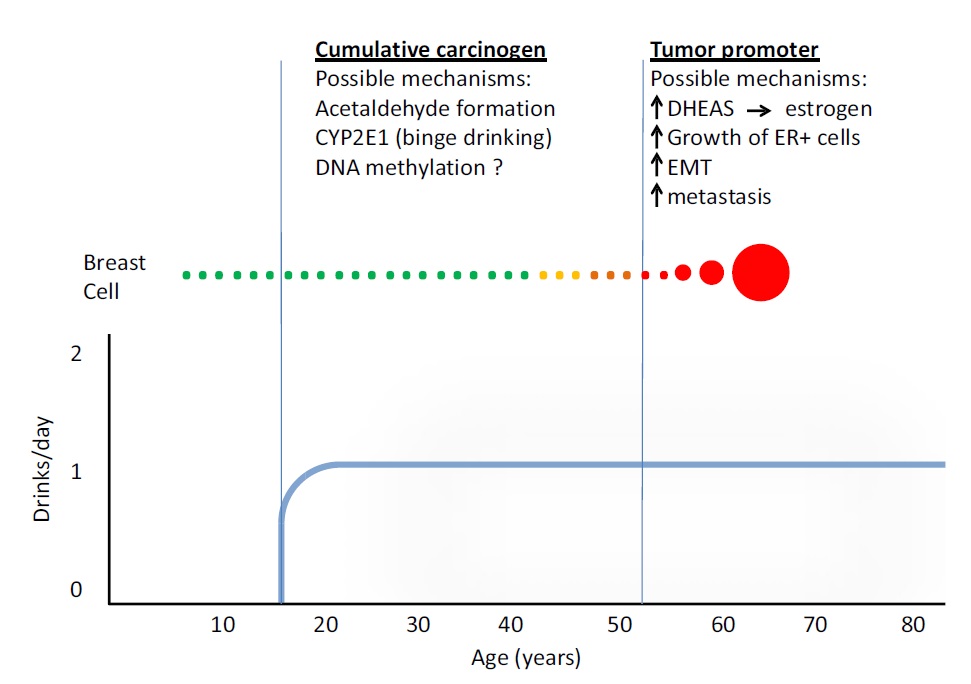 Cumulative carcinogen
Possible mechanisms:
Acetaldehyde formation
CYP2E1 (binge drinking)
DNA methylation ?
Tumor promoter
Possible mechanisms:
↑ DHEAS → estrogen
↑ Growth of ER+ cells
↑ EMT
↑ metastasis
Breast
Cell
Drinks/day
2
1
0
10 20 30 40 50 60 70 80
Age (years)